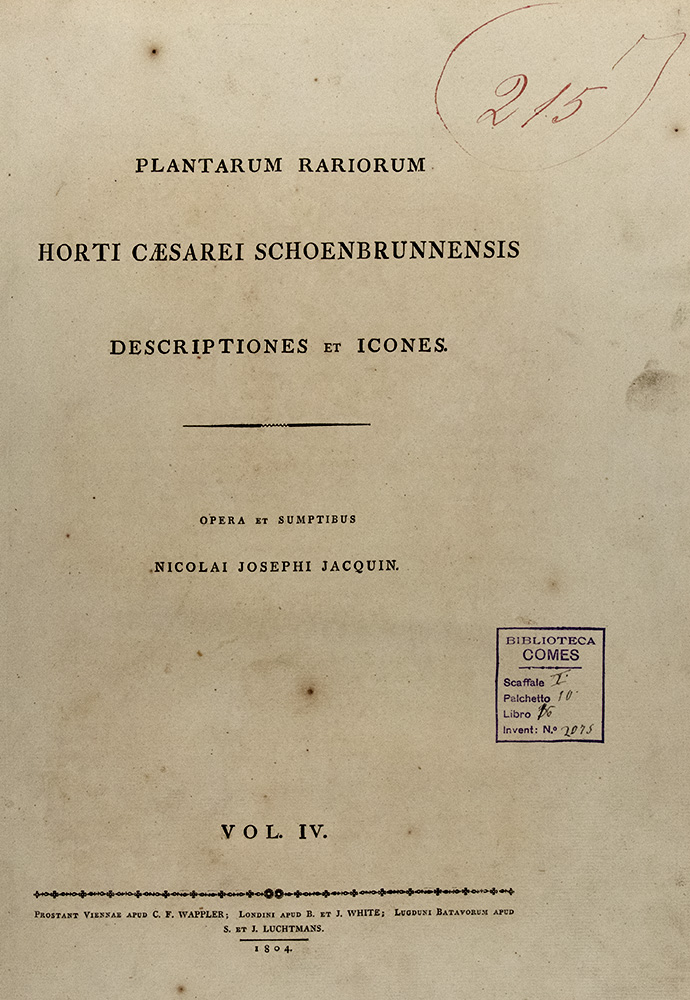 215
PLANTARUM RARIORUM
HORTI CÆSAREI SCHOENBRUNNENSIS
DESCRIPTIONES ET ICONES.
OPERA ET SUMPTIBUS
NICOLAI JOSEPHI JACQUIN.
BIBLIOTECA
COMES
Scaffale I
Palchetto 10
Libro
Invent: N.º 2075
VOL. IV.
PROSTANT VIENNAE APUD C. F. WAPPLER; LONDINI APUD B. ET J. WHITE; LUGDUNI BATAVORUM APUD
S. ET J. LUCHTMANS.
1804.